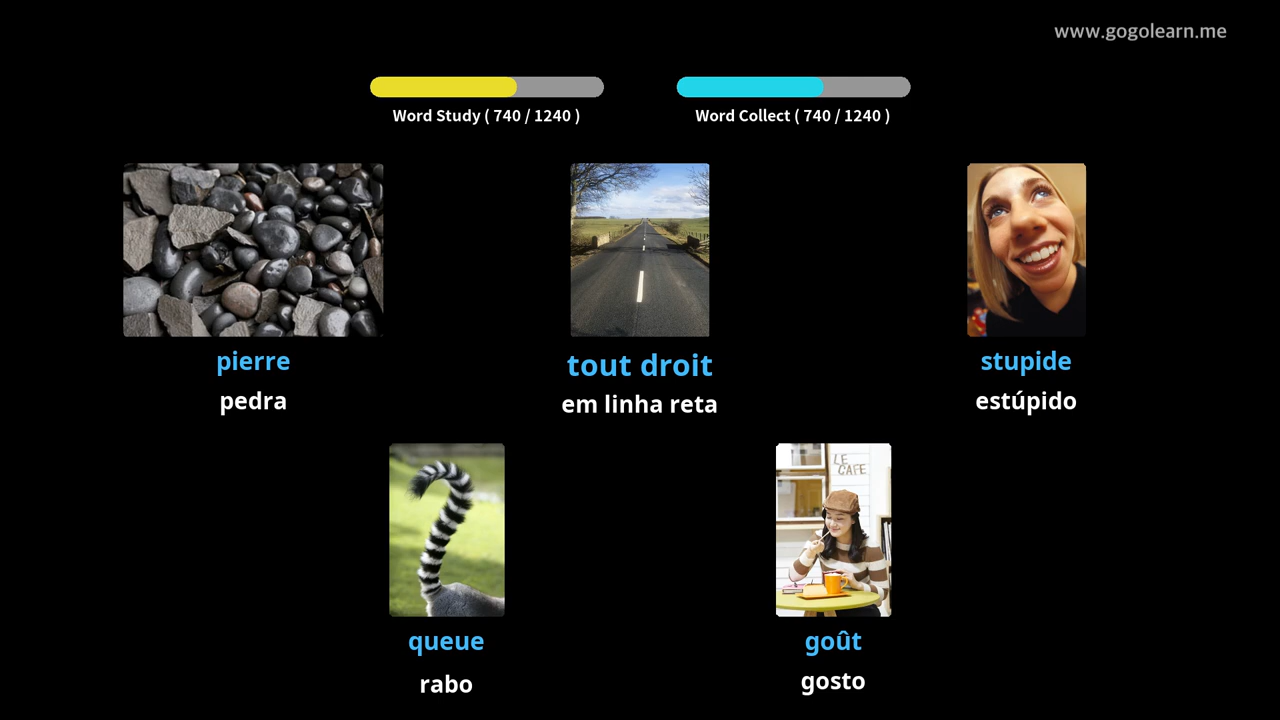 www.gogolearn.me
Word Study ( 740 / 1240 )
Word Collect ( 740 / 1240 )
pierre
pedra
tout droit
em linha reta
stupide
estúpido
LE
CAFE
queue
rabo
goût
gosto